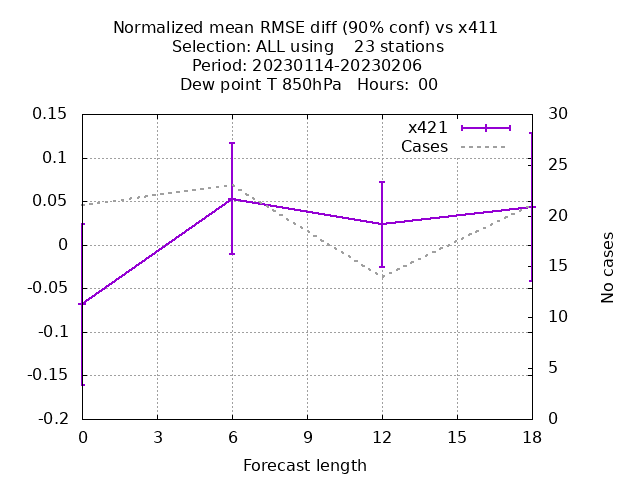 Normalized mean RMSE diff (90% conf) vs x411
Selection: ALL using    23 stations
Period: 20230114-20230206
Dew point T 850hPa   Hours:  00
x421
Cases
0.15
0.1
0.05
0
-0.05
-0.1
-0.15
-0.2
30
25
20
15
10
5
0
No cases
0 3 6 9 12 15 18
Forecast length